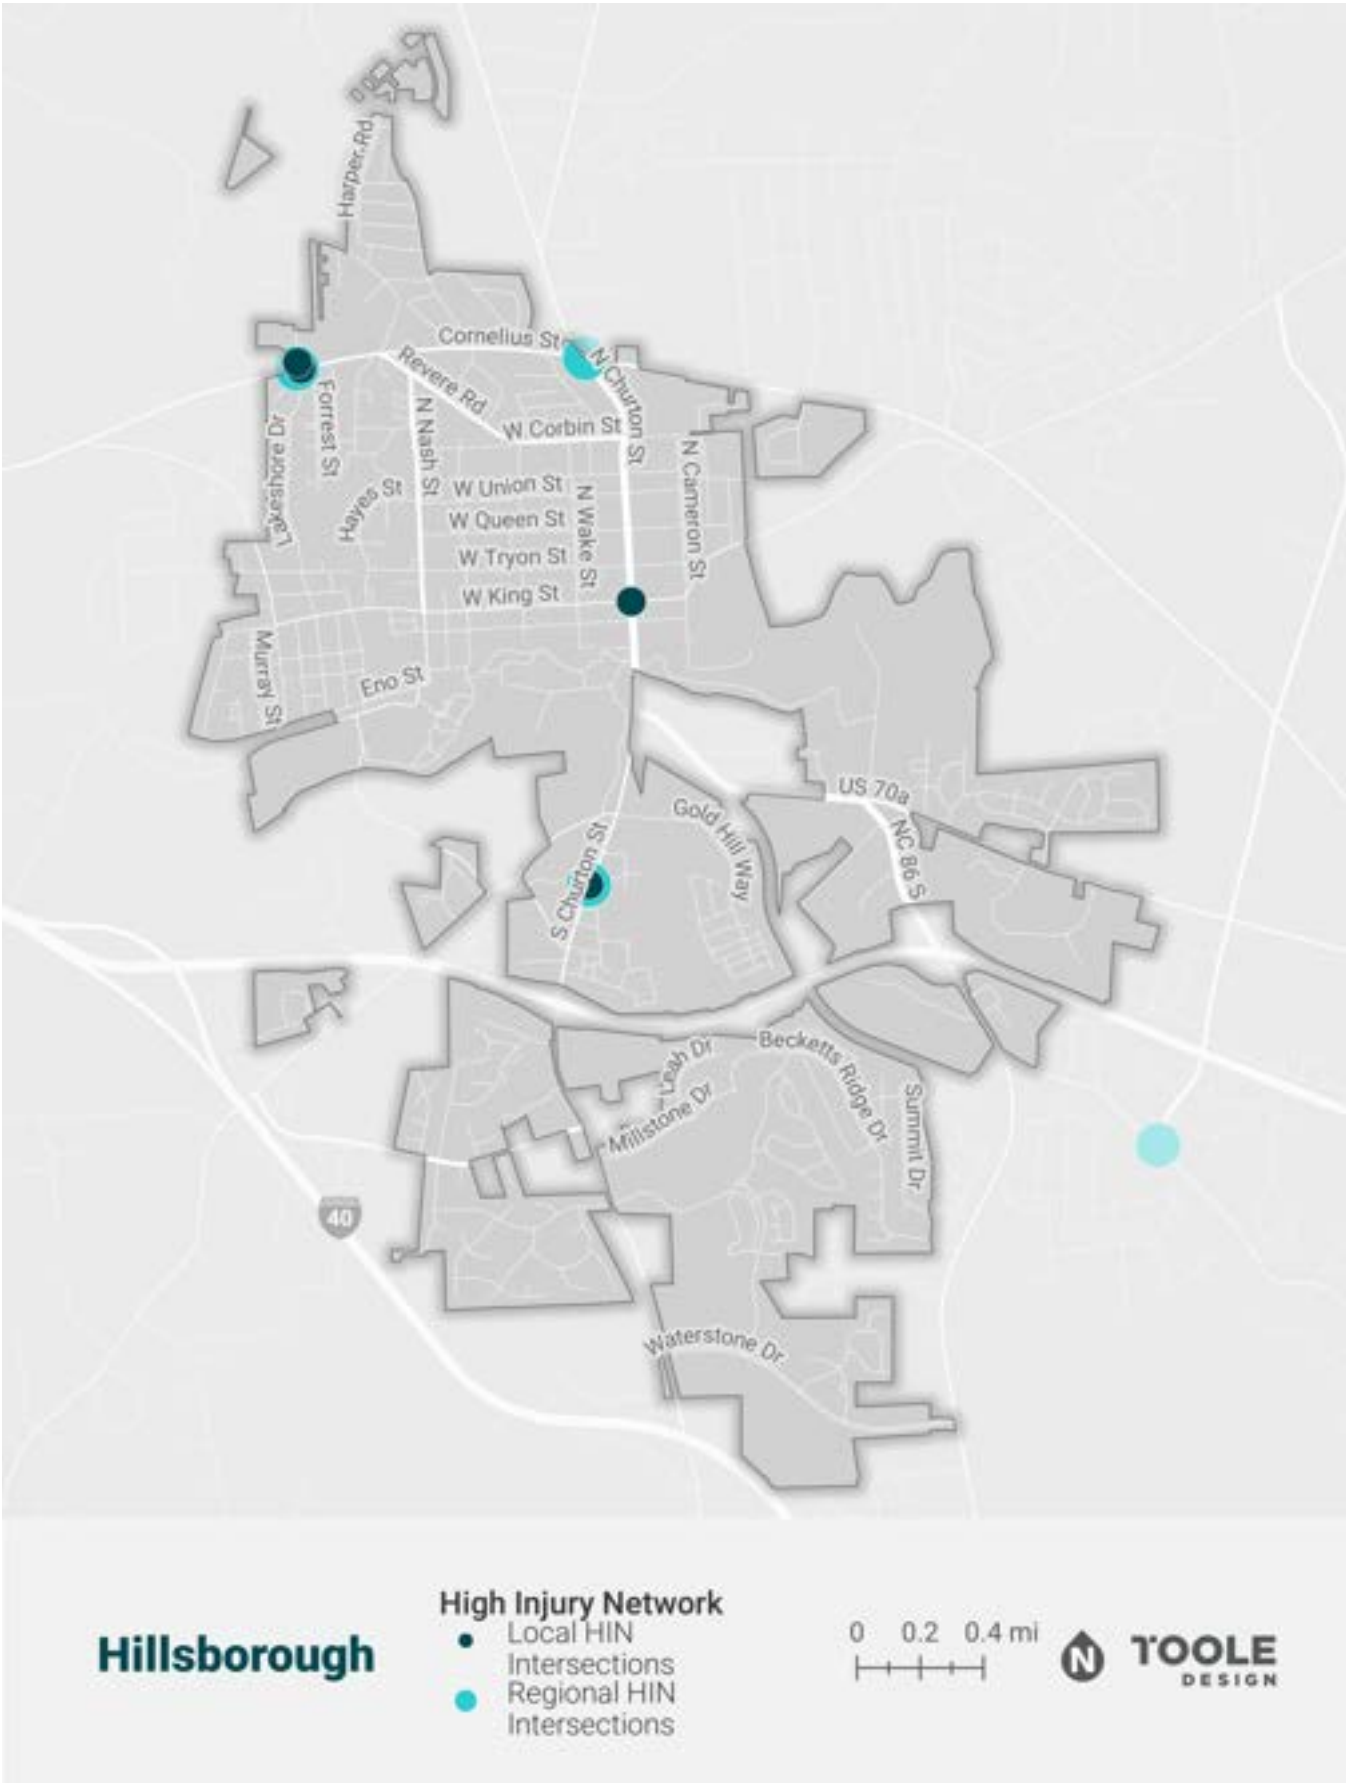 Harper Rd
Cornelius St
N Churton St
Revere Rd
Forrest St
W Corbin St
Lakeshore Dr
N Nash St
N Cameron St
Hayes St
W Union St
N Wake St
W Queen St
W Tryon St
W King St
Murray St
Eno St
US 70a
Gold Hill Way
NC 86 S
S Churton St
Leah Dr
Becketts Ridge Dr
Millstone Dr
Summit Dr
40
Waterstone Dr
High Injury Network
Local HIN
Intersections
Regional HIN
Intersections
Hillsborough
0 0.2 0.4 mi
N
TOOLE
DESIGN